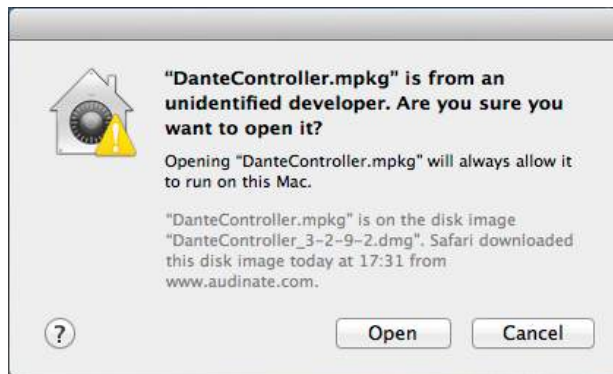 “DanteController.mpkg” is from an
unidentified developer. Are you sure you
want to open it?
Opening “DanteController.mpkg” will always allow it
to run on this Mac.
“DanteController.mpkg” is on the disk image
“DanteController_3-2-9-2.dmg”. Safari downloaded
this disk image today at 17:31 from
www.audinate.com.
? Open Cancel